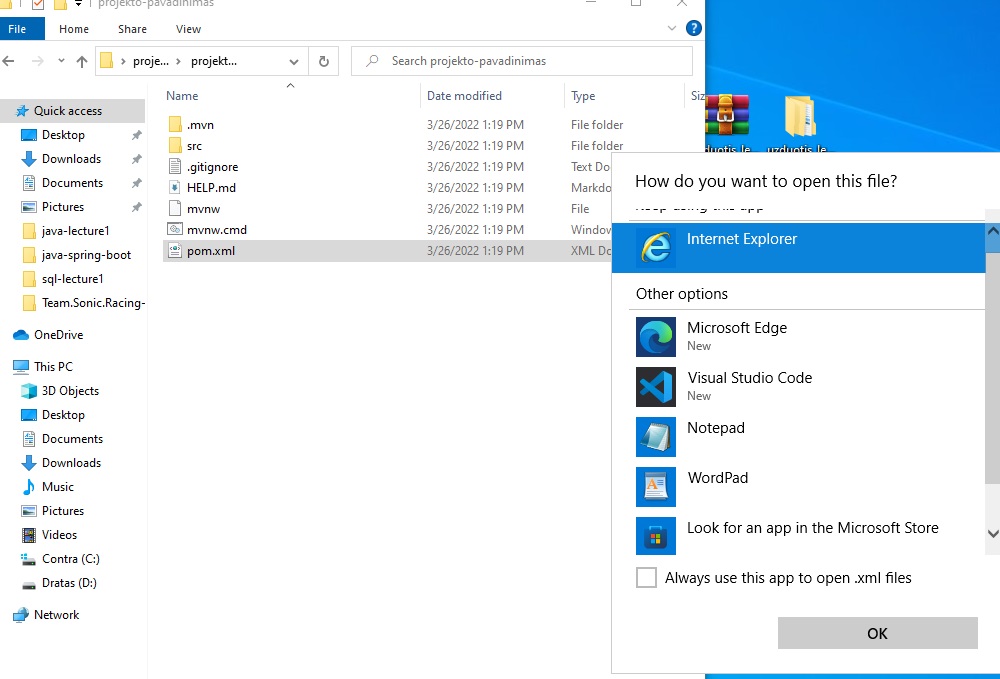 projekto-pavadinimas
File
Home
Share
View
proje...
projekt...
Search projekto-pavadinimas
Name
Date modified
Type
Siz
Quick access
Desktop
Downloads
Documents
Pictures
java-lecture1
java-spring-boot
sql-lecture1
Team.Sonic.Racing-
OneDrive
This PC
3D Objects
Desktop
Documents
Downloads
Music
Pictures
Videos
Contra (C:)
Dratas (D:)
Network
.mvn 3/26/2022 1:19 PM File folder
src 3/26/2022 1:19 PM File folder
.gitignore 3/26/2022 1:19 PM Text Do
HELP.md 3/26/2022 1:19 PM Markdo
mvnw 3/26/2022 1:19 PM File
mvnw.cmd 3/26/2022 1:19 PM Window
pom.xml 3/26/2022 1:19 PM XML Do
duotis_le
uzduotis_le
How do you want to open this file?
Keep using this app
Internet Explorer
Other options
Microsoft Edge
New
Visual Studio Code
New
Notepad
WordPad
Look for an app in the Microsoft Store
Always use this app to open .xml files
OK